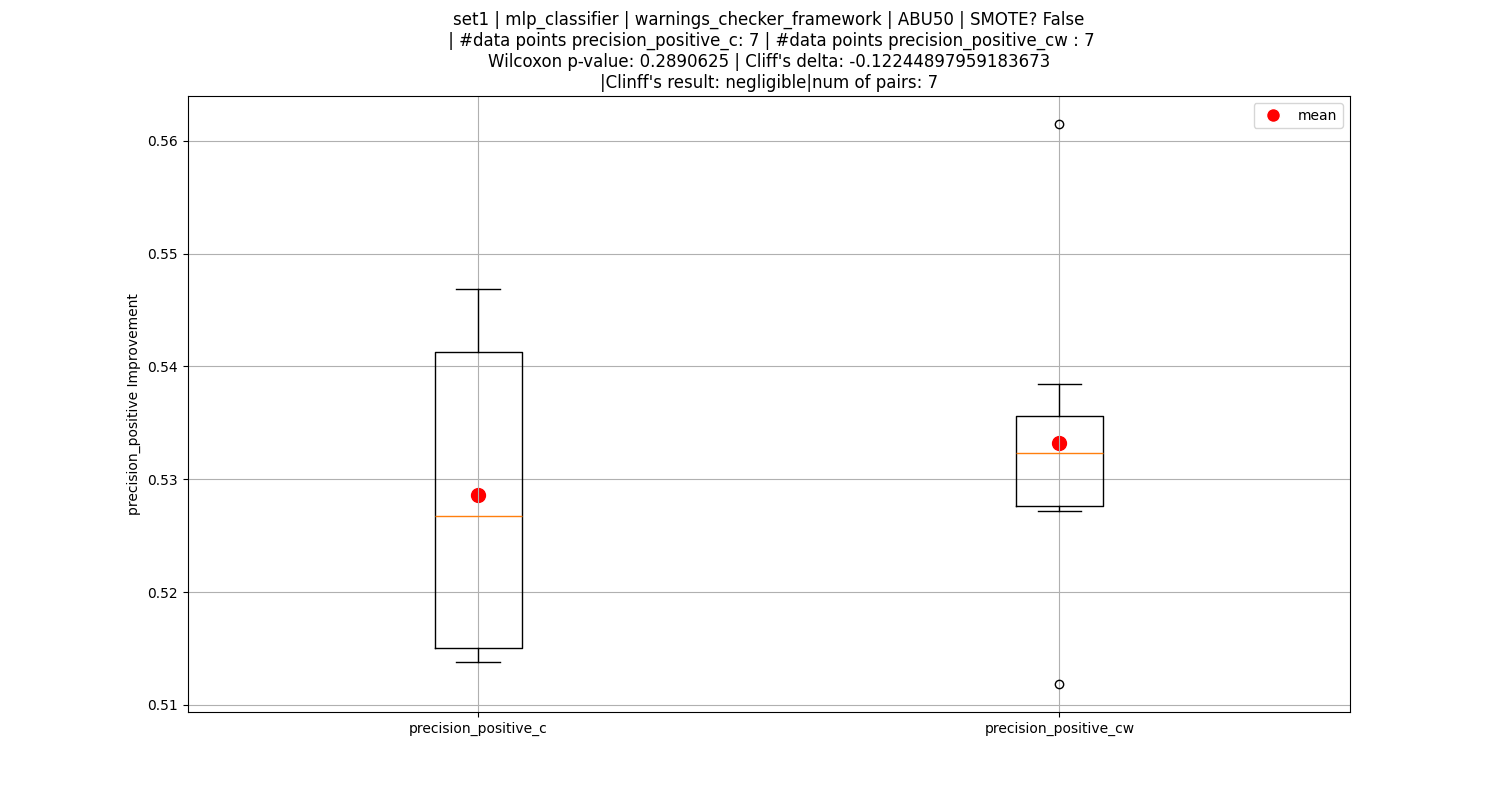 set1 | mlp_classifier | warnings_checker_framework | ABU50 | SMOTE? False
| #data points precision_positive_c: 7 | #data points precision_positive_cw : 7
Wilcoxon p-value: 0.2890625 | Cliff's delta: -0.12244897959183673
|Clinff's result: negligible|num of pairs: 7
mean
0.56
0.55
0.54
0.53
0.52
0.51
precision_positive Improvement
precision_positive_c
precision_positive_cw